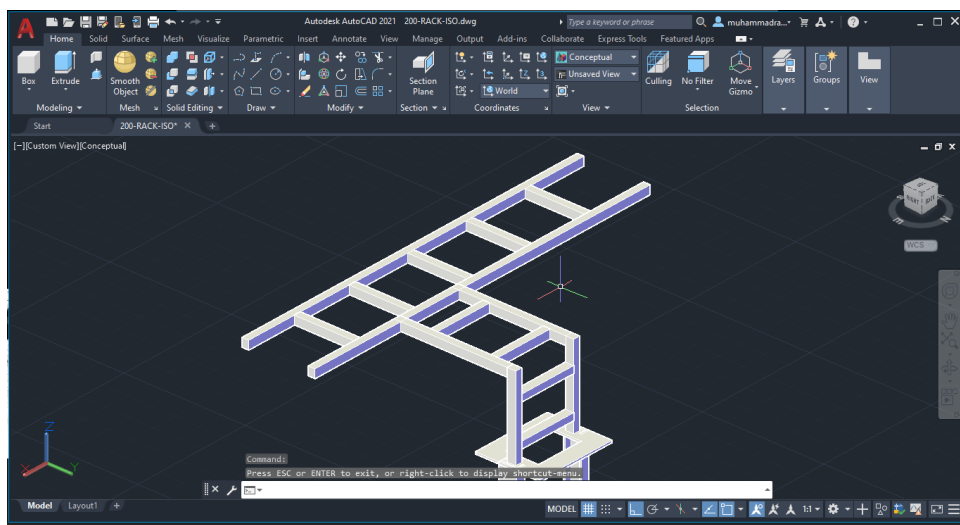 Autodesk AutoCAD 2021 200-RACK-ISO.dwg Type a keyword or phrase muhammadra...
Home Solid Surface Mesh Visualize Parametric Insert Annotate View Manage Output Add-ins Collaborate Express Tools Featured Apps
Box Extrude Smooth Object Section Plane World Conceptual Unsaved View Culling No Filter Move Gizmo Layers Groups View
Modeling Mesh Solid Editing Draw Modify Section Coordinates View Selection
Start 200-RACK-ISO*
[−][Custom View][Conceptual]
RIGHT BACK
WCS
Z
Y
Command:
Press ESC or ENTER to exit, or right-click to display shortcut-menu.
Model Layout1 MODEL 1:1